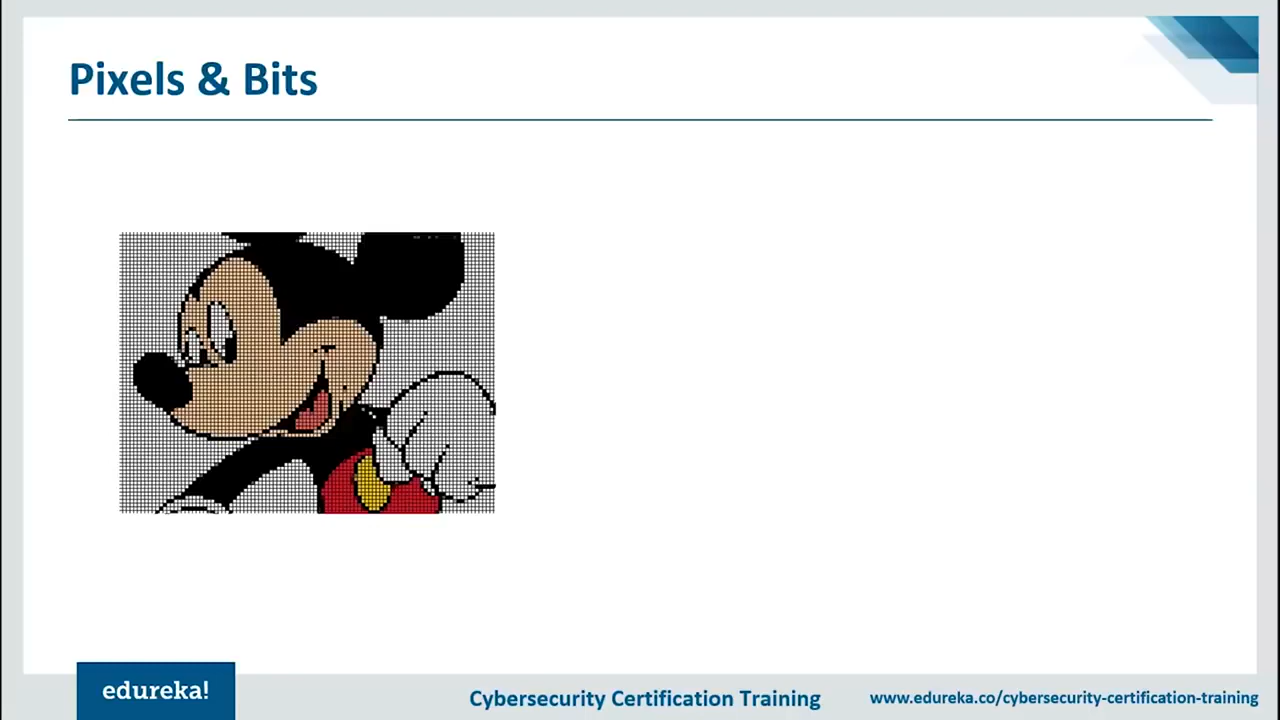 Pixels & Bits
edureka!
Cybersecurity Certification Training
www.edureka.co/cybersecurity-certification-training